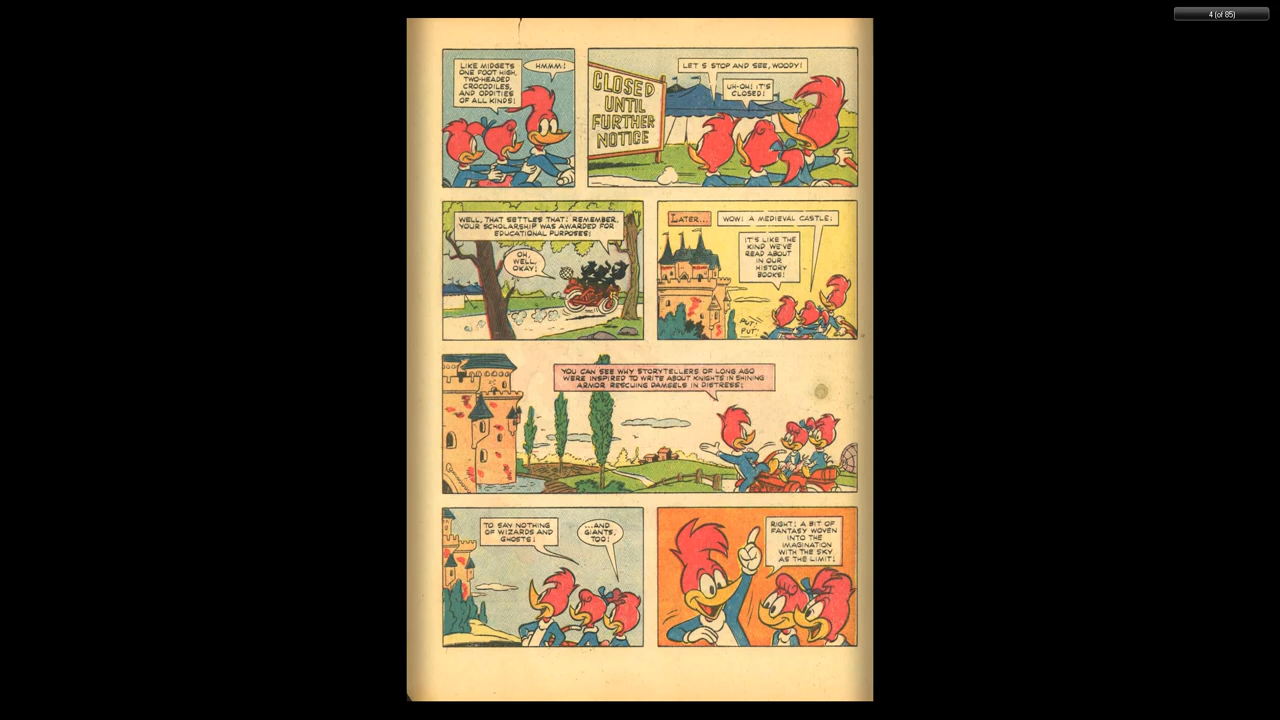 4 (of 85)
LIKE MIDGETS
ONE FOOT HIGH,
TWO-HEADED
CROCODILES,
AND ODDITIES
OF ALL KINDS!
HMMM!
CLOSED
UNTIL
FURTHER
NOTICE
LET'S STOP AND SEE, WOODY!
UH-OH! IT'S
CLOSED!
WELL, THAT SETTLES THAT! REMEMBER,
YOUR SCHOLARSHIP WAS AWARDED FOR
EDUCATIONAL PURPOSES!
OH,
WELL,
OKAY!
LATER...
WOW! A MEDIEVAL CASTLE!
IT'S LIKE THE
KIND WE'VE
READ ABOUT
IN OUR
HISTORY
BOOKS!
PUT!
PUT!
YOU CAN SEE WHY STORYTELLERS OF LONG AGO
WERE INSPIRED TO WRITE ABOUT KNIGHTS IN SHINING
ARMOR RESCUING DAMSELS IN DISTRESS!
TO SAY NOTHING
OF WIZARDS AND
GHOSTS!
...AND
GIANTS,
TOO!
RIGHT! A BIT OF
FANTASY WOVEN
INTO THE
IMAGINATION
WITH THE SKY
AS THE LIMIT!